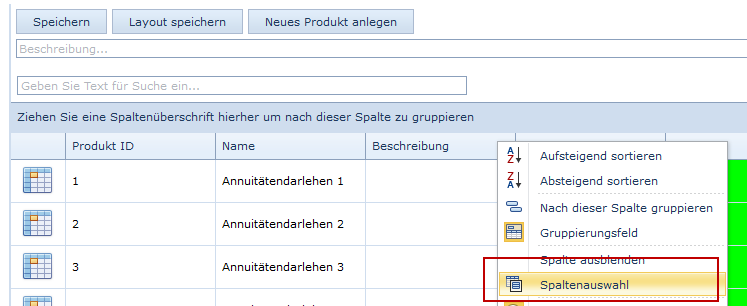 Speichern Layout speichern Neues Produkt anlegen
Beschreibung...
Geben Sie Text für Suche ein...
Ziehen Sie eine Spaltenüberschrift hierher um nach dieser Spalte zu gruppieren
Produkt ID Name Beschreibung
1 Annuitätendarlehen 1
2 Annuitätendarlehen 2
3 Annuitätendarlehen 3
Aufsteigend sortieren
Absteigend sortieren
Nach dieser Spalte gruppieren
Gruppierungsfeld
Spalte ausblenden
Spaltenauswahl